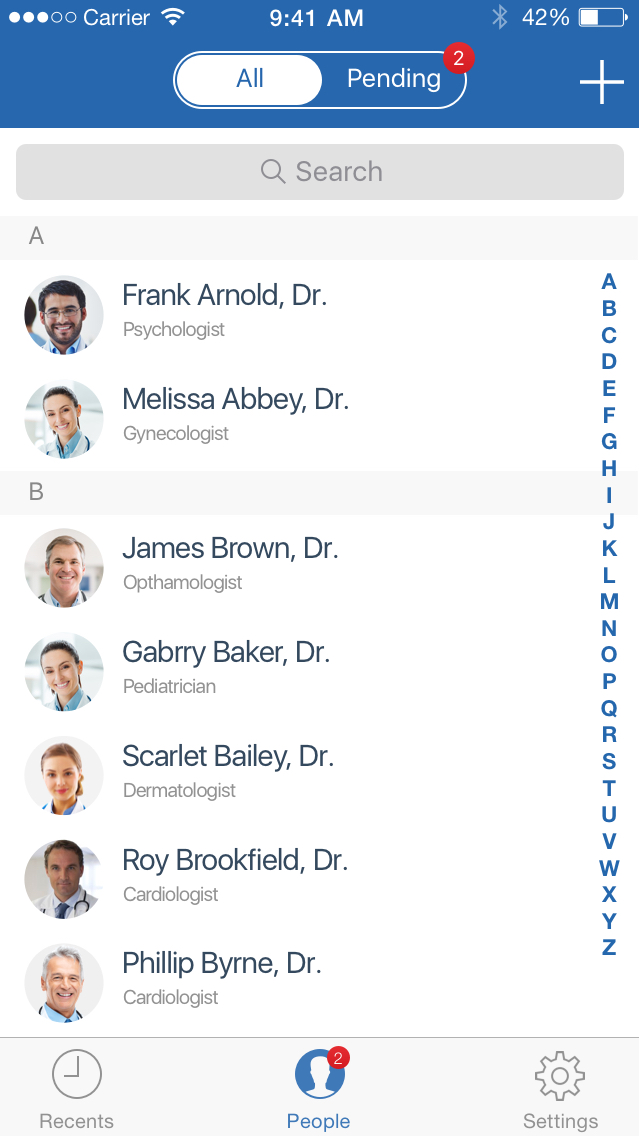 Carrier 9:41 AM 42%
All Pending 2
Search
A
Frank Arnold, Dr.
Psychologist
Melissa Abbey, Dr.
Gynecologist
B
James Brown, Dr.
Opthamologist
Gabrry Baker, Dr.
Pediatrician
Scarlet Bailey, Dr.
Dermatologist
Roy Brookfield, Dr.
Cardiologist
Phillip Byrne, Dr.
Cardiologist
A
B
C
D
E
F
G
H
I
J
K
L
M
N
O
P
Q
R
S
T
U
V
W
X
Y
Z
2
Recents People Settings